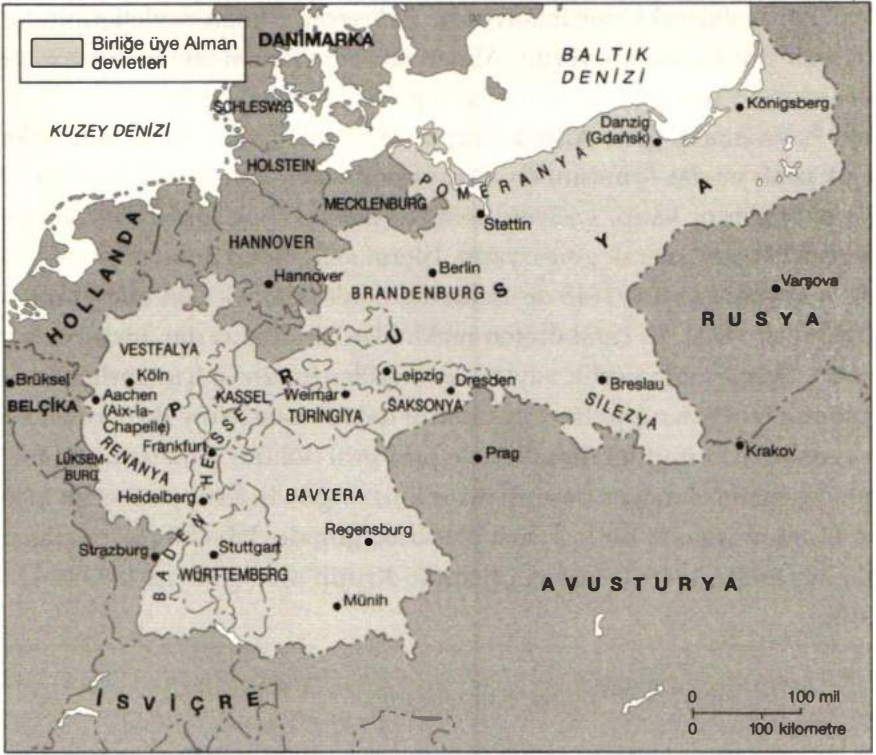 Birliğe üye Alman
devletleri
DANİMARKA
BALTIK
DENİZİ
KUZEY DENİZİ
SCHLESWIG
HOLSTEIN
MECKLENBURG
POMERANYA
Danzig
(Gdańsk)
Königsberg
Stettin
HOLLANDA
HANNOVER
Hannover
Berlin
BRANDENBURG
PRUSYA
Varşova
RUSYA
VESTFALYA
Brüksel
BELÇİKA
Köln
Aachen
(Aix-la-
Chapelle)
KASSEL
HESSE
Weimar
TÜRİNGİYA
Leipzig
Dresden
SAKSONYA
Breslau
SİLEZYA
Krakov
Prag
LÜKSEM-
BURG
RENANYA
Frankfurt
Heidelberg
BAVYERA
Regensburg
Strazburg
BADEN
Stuttgart
WÜRTTEMBERG
Münih
AVUSTURYA
İSVİÇRE
0 100 mil
0 100 kilometre